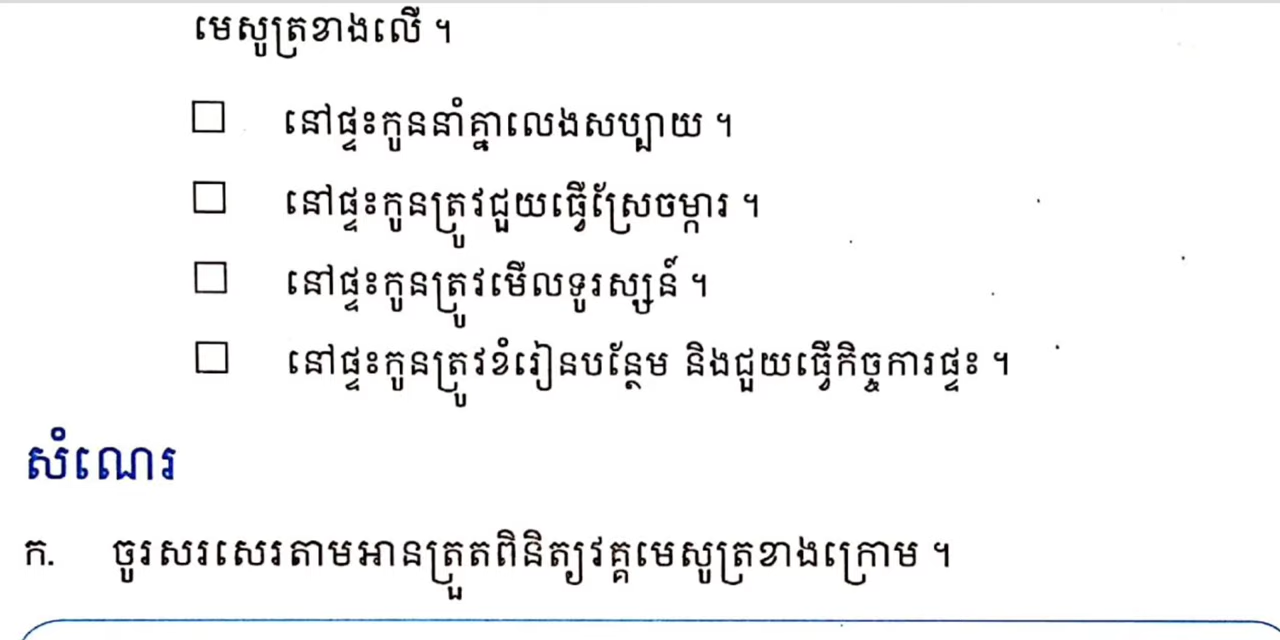 មេសូត្រខាងលើ ។
☐ នៅផ្ទះកូននាំគ្នាលេងសប្បាយ ។
☐ នៅផ្ទះកូនត្រូវជួយធ្វើស្រែចម្ការ ។
☐ នៅផ្ទះកូនត្រូវមើលទូរស្សន៍ ។
☐ នៅផ្ទះកូនត្រូវខំរៀនបន្ថែម និងជួយធ្វើកិច្ចការផ្ទះ ។
សំណេរ
ក. ចូរសរសេរតាមអានត្រួតពិនិត្យវគ្គមេសូត្រខាងក្រោម ។